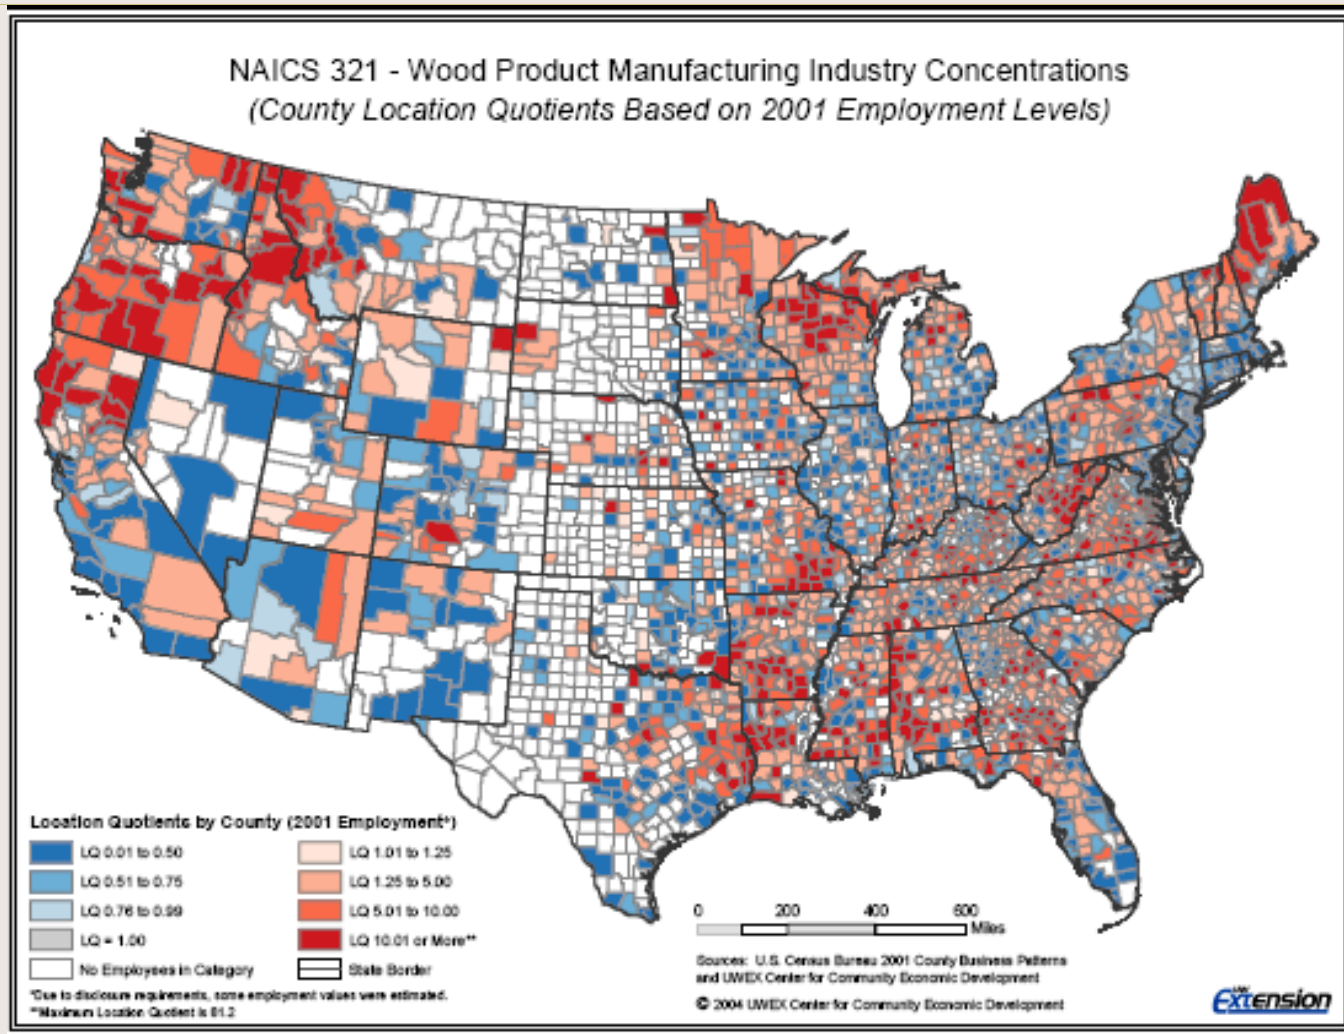 NAICS 321 - Wood Product Manufacturing Industry Concentrations
(County Location Quotients Based on 2001 Employment Levels)
Location Quotients by County (2001 Employment*)
LQ 0.01 to 0.50
LQ 0.51 to 0.75
LQ 0.76 to 0.99
LQ = 1.00
No Employees in Category
LQ 1.01 to 1.25
LQ 1.25 to 5.00
LQ 5.01 to 10.00
LQ 10.01 or More**
State Border
*Due to disclosure requirements, some employment values were estimated.
**Maximum Location Quotient is 81.2
0 200 400 600
Miles
Sources: U.S. Census Bureau 2001 County Business Patterns
and UWEX Center for Community Economic Development
© 2004 UWEX Center for Community Economic Development
UW
Extension